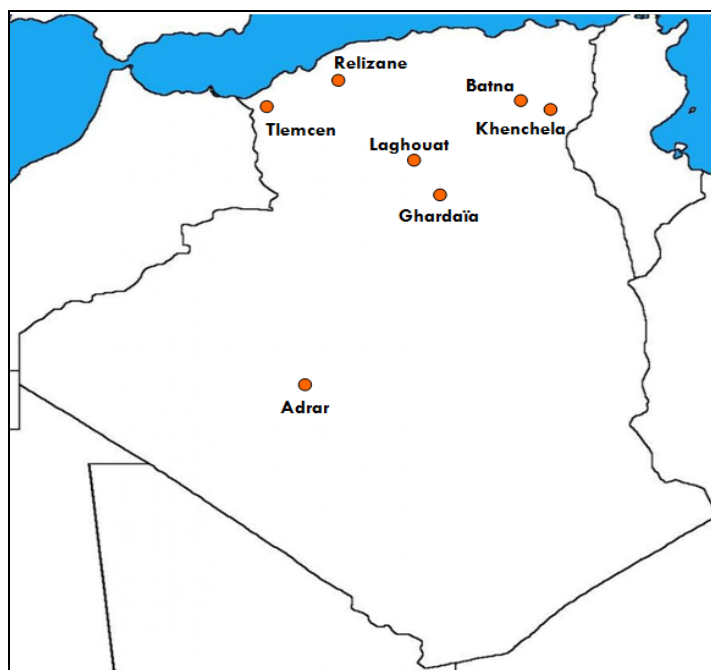 Relizane
Batna
Tlemcen
Khenchela
Laghouat
Ghardaïa
Adrar